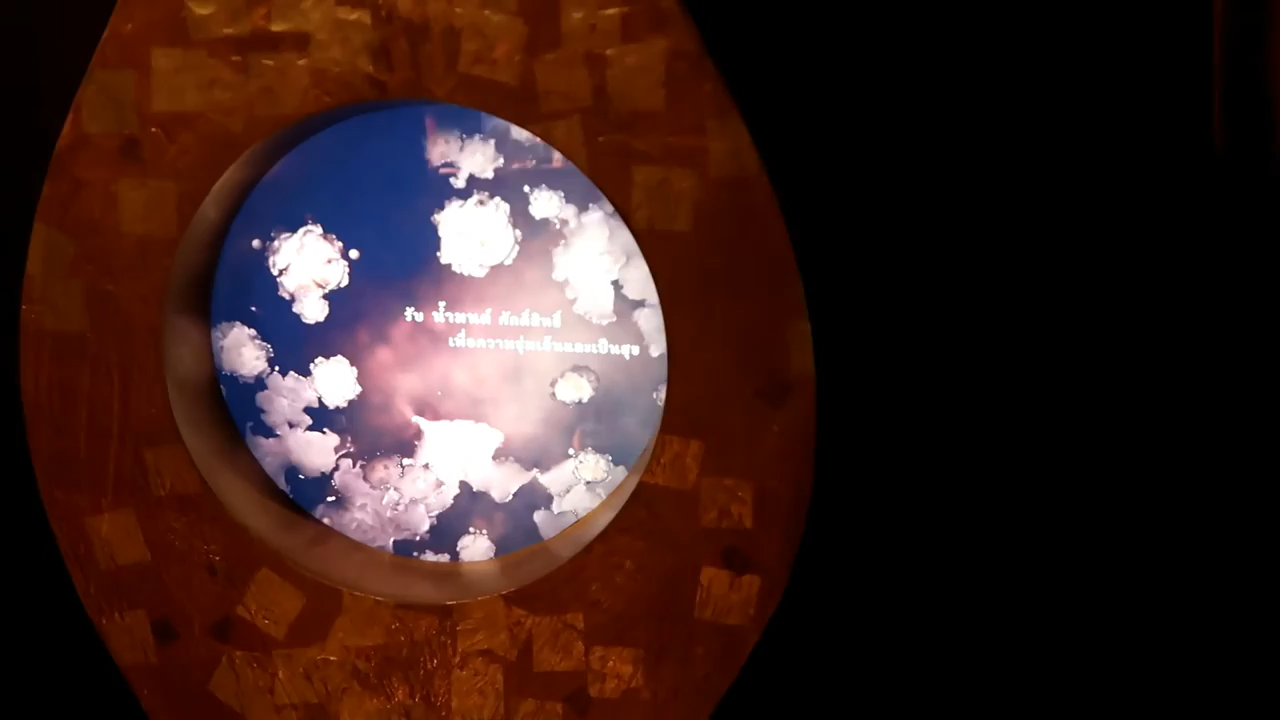 รับ น้ำมนต์ ศักดิ์สิทธิ์
เพื่อความชุ่มเย็นและเป็นสุข